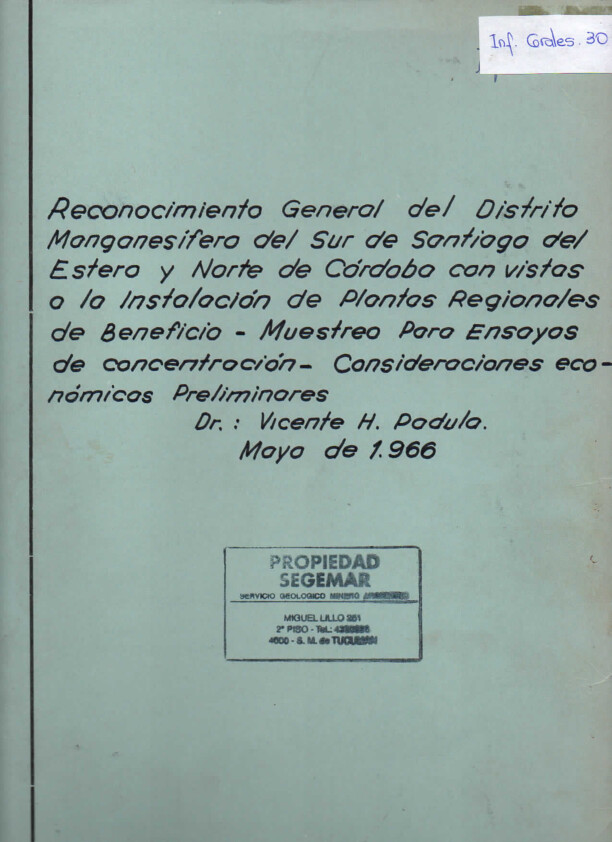 Inf. Grales. 30
Reconocimiento General del Distrito
Manganesífero del Sur de Santiago del
Estero y Norte de Córdoba con vistas
a la Instalación de Plantas Regionales
de Beneficio - Muestreo Para Ensayos
de concentración - Consideraciones eco-
nómicas Preliminares
Dr.: Vicente H. Padula.
Mayo de 1.966
PROPIEDAD
SEGEMAR
SERVICIO GEOLOGICO MINERO
MIGUEL LILLO 251
2º PISO - TEL:
4000 - S. M. de TUCUMAN